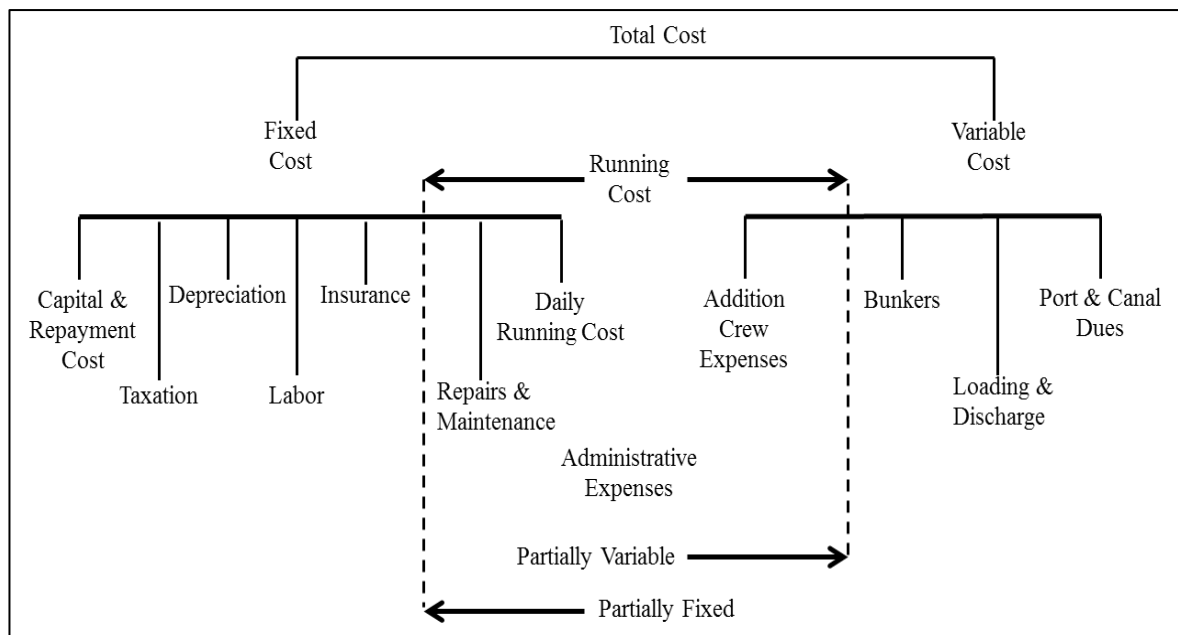 Total Cost
Fixed
Cost
Variable
Cost
Running
Cost
Capital &
Repayment
Cost
Taxation
Depreciation
Labor
Insurance
Repairs &
Maintenance
Daily
Running Cost
Addition
Crew
Expenses
Bunkers
Loading &
Discharge
Port & Canal
Dues
Administrative
Expenses
Partially Variable
Partially Fixed